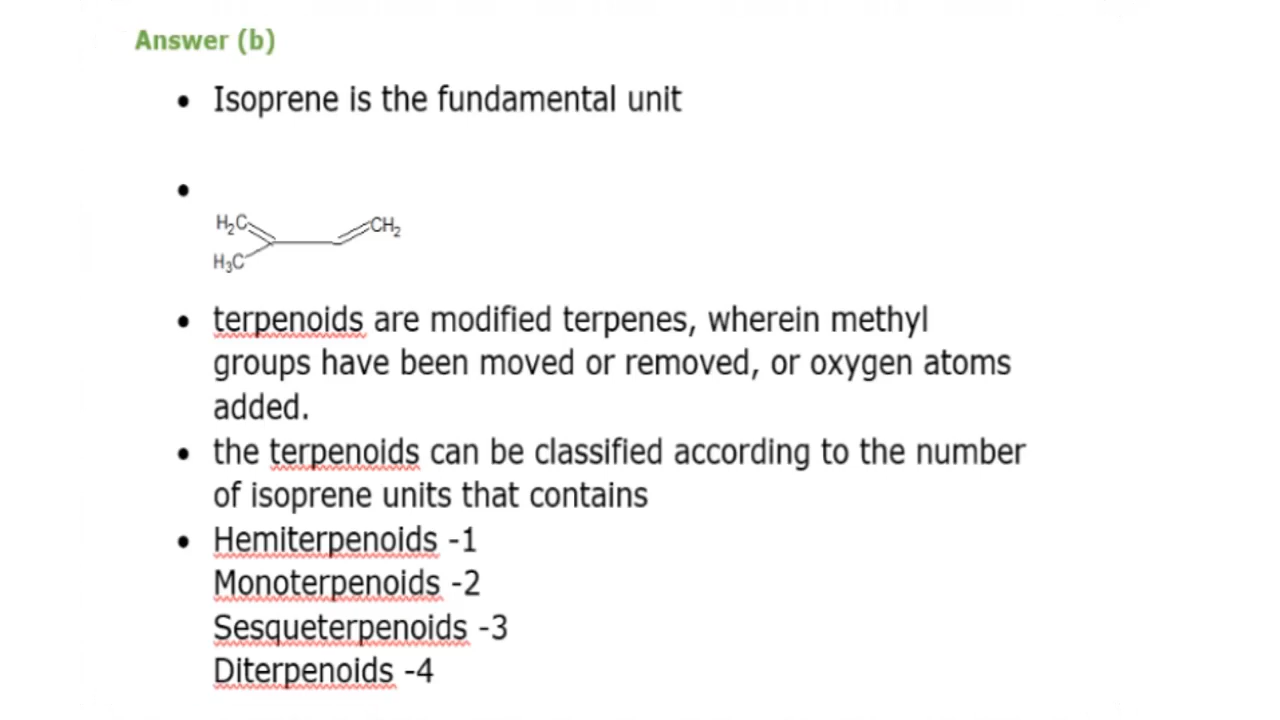 Answer (b)
• Isoprene is the fundamental unit
•
H₂C CH₂
H₃C
• terpenoids are modified terpenes, wherein methyl
groups have been moved or removed, or oxygen atoms
added.
• the terpenoids can be classified according to the number
of isoprene units that contains
• Hemiterpenoids -1
Monoterpenoids -2
Sesqueterpenoids -3
Diterpenoids -4